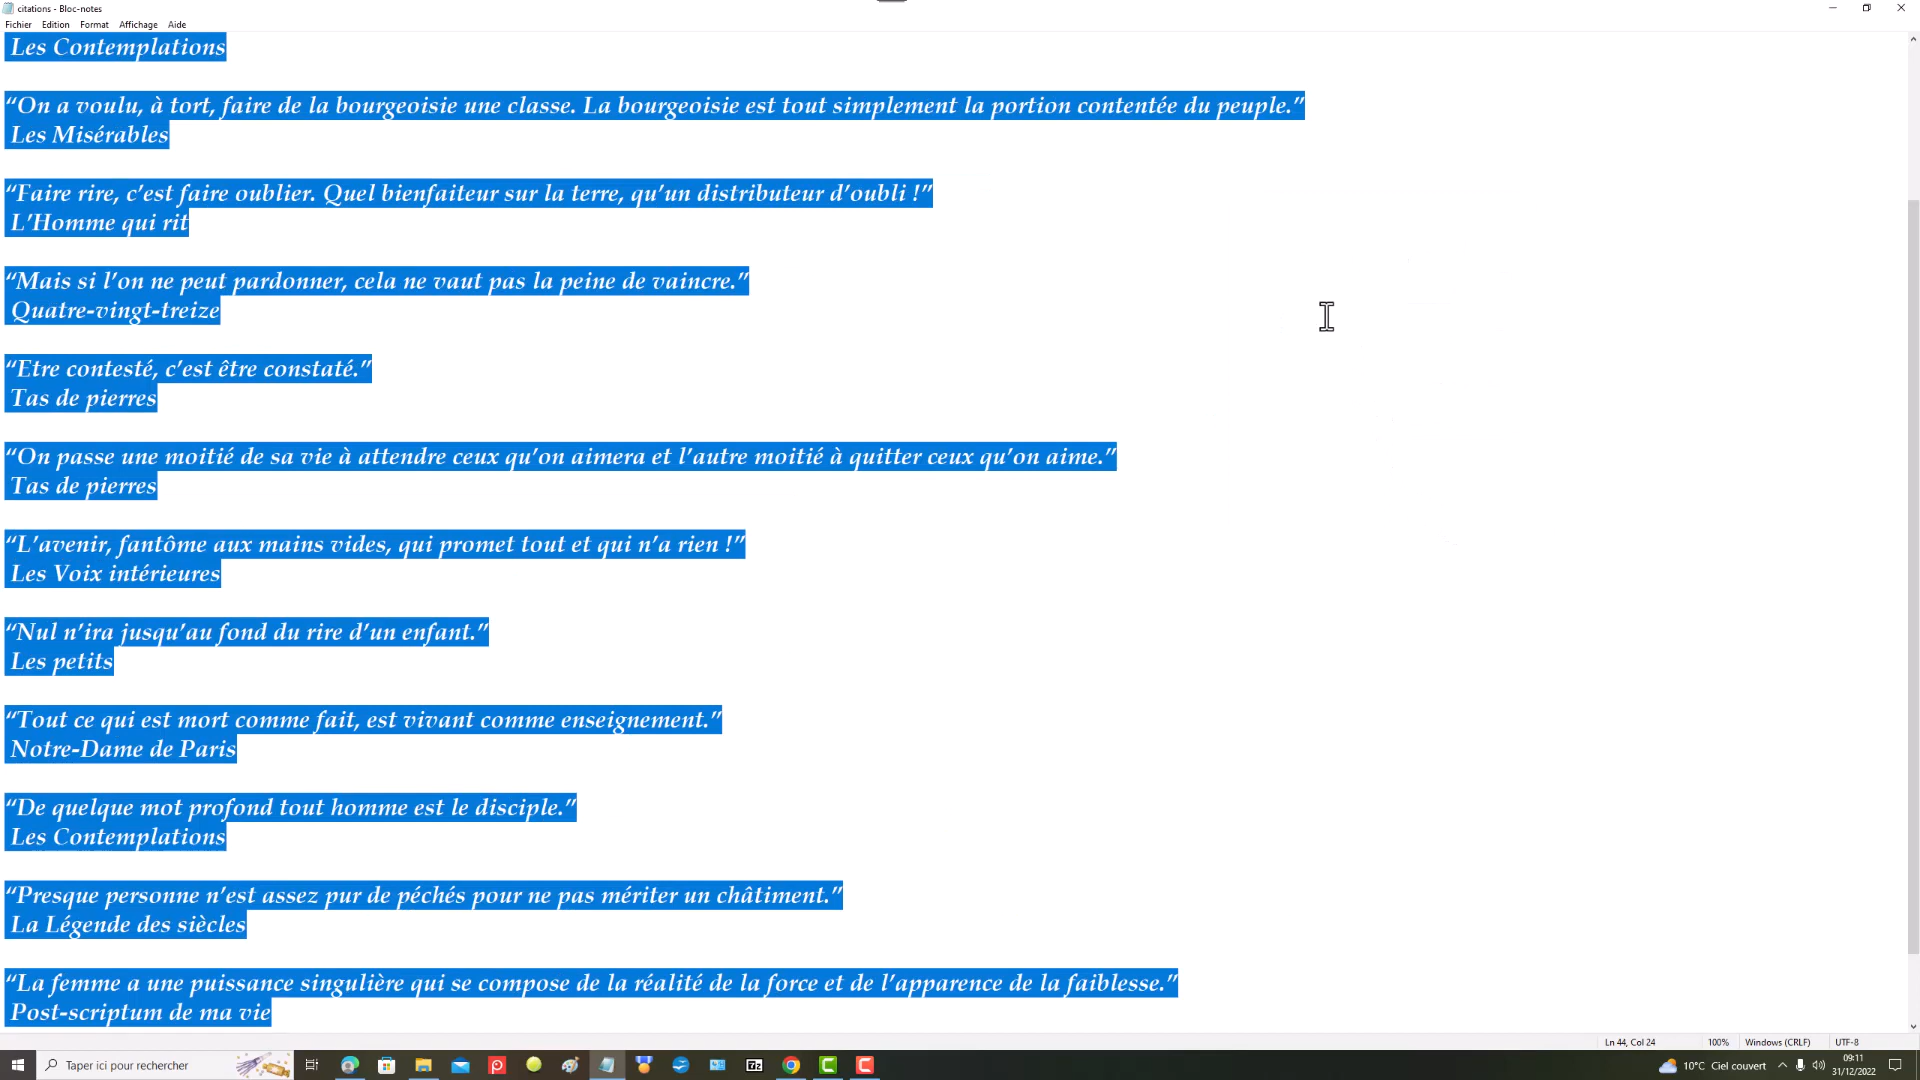 citations - Bloc-notes
Fichier Edition Format Affichage Aide
Les Contemplations
“On a voulu, à tort, faire de la bourgeoisie une classe. La bourgeoisie est tout simplement la portion contentée du peuple.”
Les Misérables
“Faire rire, c’est faire oublier. Quel bienfaiteur sur la terre, qu’un distributeur d’oubli !”
L’Homme qui rit
“Mais si l’on ne peut pardonner, cela ne vaut pas la peine de vaincre.”
Quatre-vingt-treize
“Etre contesté, c’est être constaté.”
Tas de pierres
“On passe une moitié de sa vie à attendre ceux qu’on aimera et l’autre moitié à quitter ceux qu’on aime.”
Tas de pierres
“L’avenir, fantôme aux mains vides, qui promet tout et qui n’a rien !”
Les Voix intérieures
“Nul n’ira jusqu’au fond du rire d’un enfant.”
Les petits
“Tout ce qui est mort comme fait, est vivant comme enseignement.”
Notre-Dame de Paris
“De quelque mot profond tout homme est le disciple.”
Les Contemplations
“Presque personne n’est assez pur de péchés pour ne pas mériter un châtiment.”
La Légende des siècles
“La femme a une puissance singulière qui se compose de la réalité de la force et de l’apparence de la faiblesse.”
Post-scriptum de ma vie
Ln 44, Col 24 100% Windows (CRLF) UTF-8
Taper ici pour rechercher
7z
10°C Ciel couvert
09:11
31/12/2022